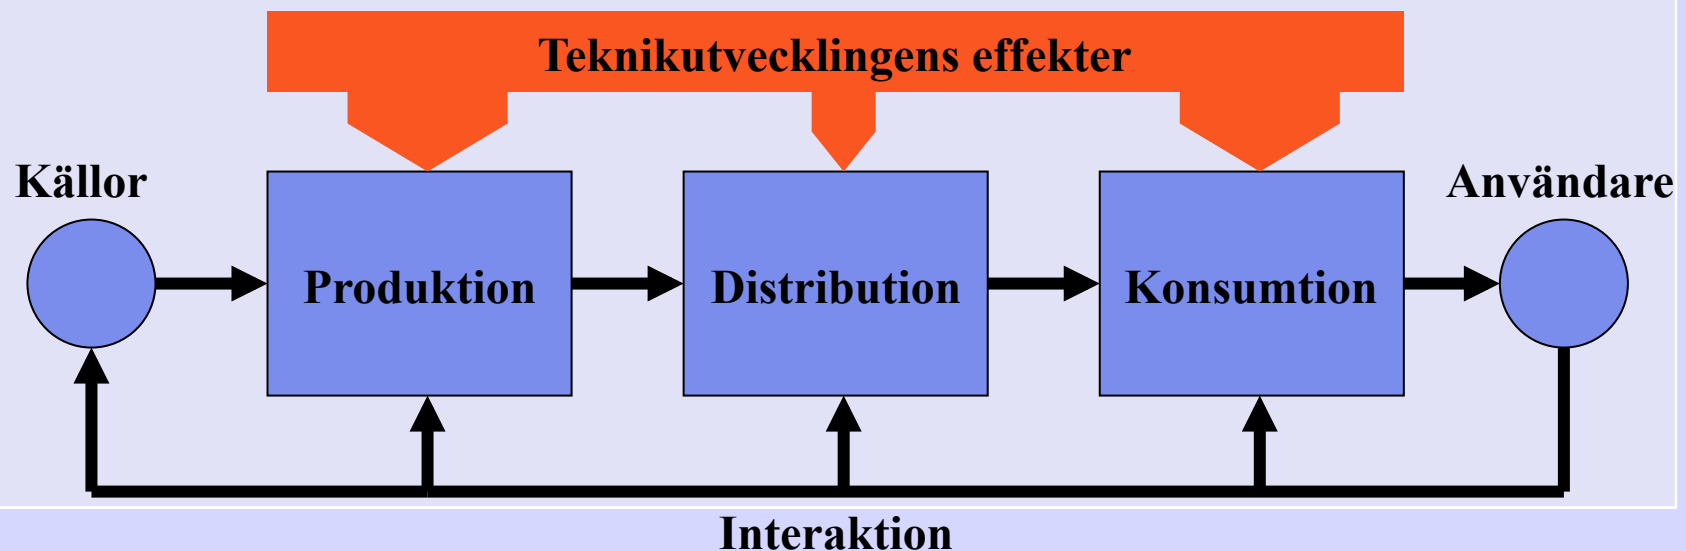 Teknikutvecklingens effekter
Källor
Användare
Produktion
Distribution
Konsumtion
Interaktion